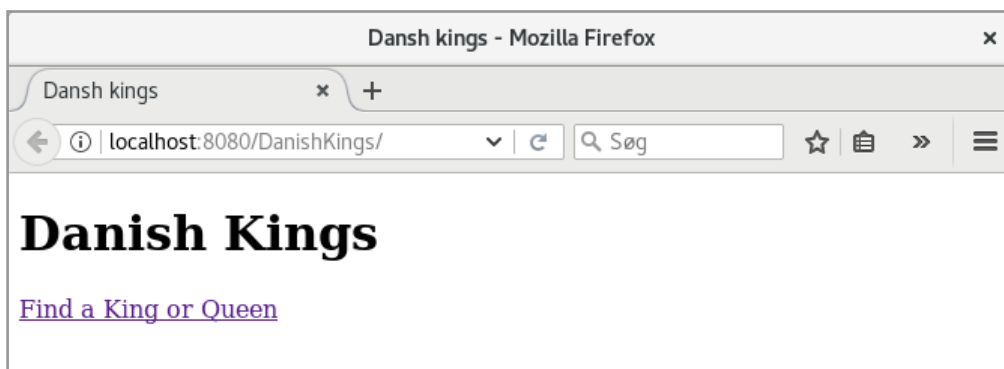 Dansh kings - Mozilla Firefox
Dansh kings
localhost:8080/DanishKings/
Søg
Danish Kings
Find a King or Queen